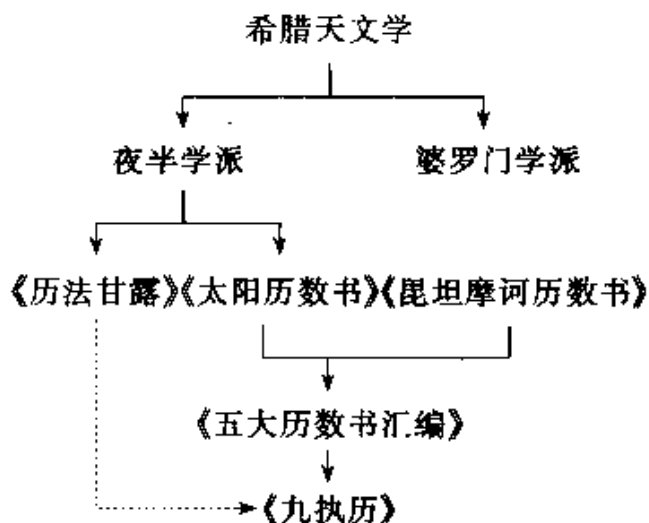 希腊天文学
夜半学派 婆罗门学派
《历法甘露》《太阳历数书》《毘坦摩诃历数书》
《五大历数书汇编》
《九执历》